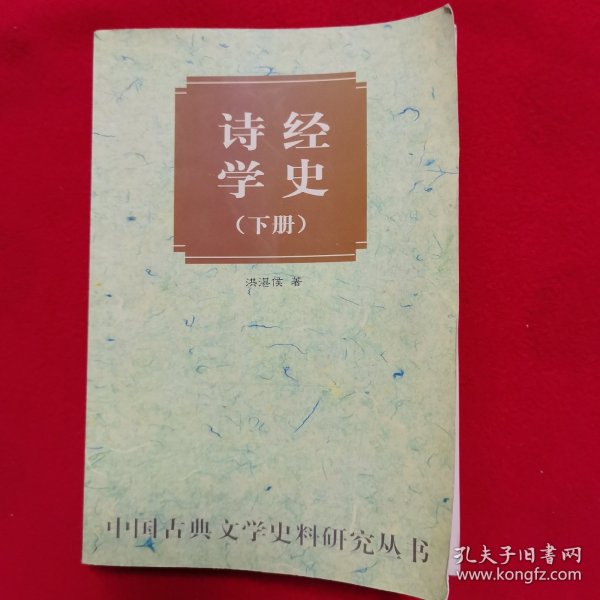 诗经
学史
（下册）
洪湛侯 著
中国古典文学史料研究丛书
孔夫子旧书网
www.kongfz.com